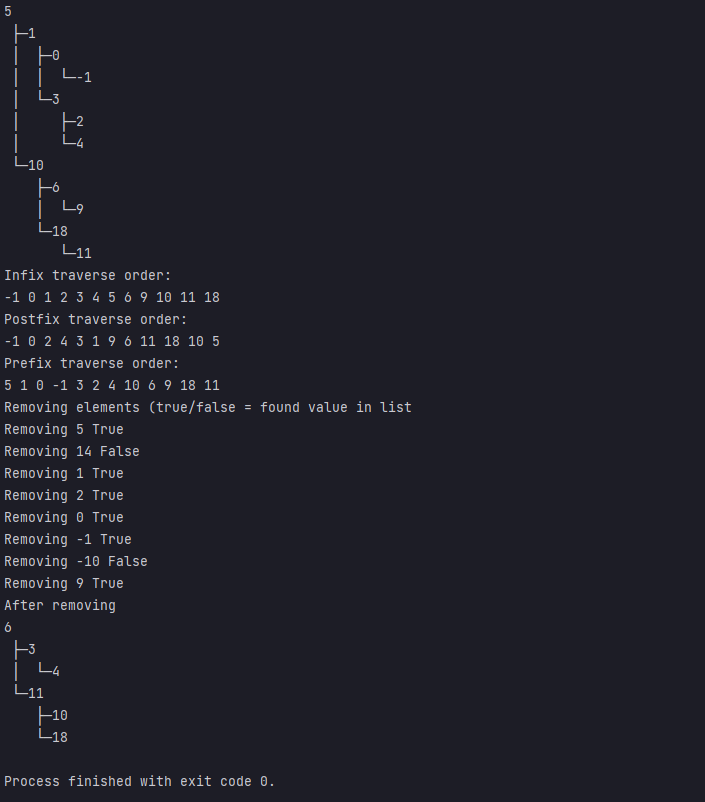 5
 ├─1
 │  ├─0
 │  │  └─-1
 │  └─3
 │     ├─2
 │     └─4
 └─10
    ├─6
    │  └─9
    └─18
       └─11
Infix traverse order:
-1 0 1 2 3 4 5 6 9 10 11 18
Postfix traverse order:
-1 0 2 4 3 1 9 6 11 18 10 5
Prefix traverse order:
5 1 0 -1 3 2 4 10 6 9 18 11
Removing elements (true/false = found value in list
Removing 5 True
Removing 14 False
Removing 1 True
Removing 2 True
Removing 0 True
Removing -1 True
Removing -10 False
Removing 9 True
After removing
6
 ├─3
 │  └─4
 └─11
    ├─10
    └─18
Process finished with exit code 0.